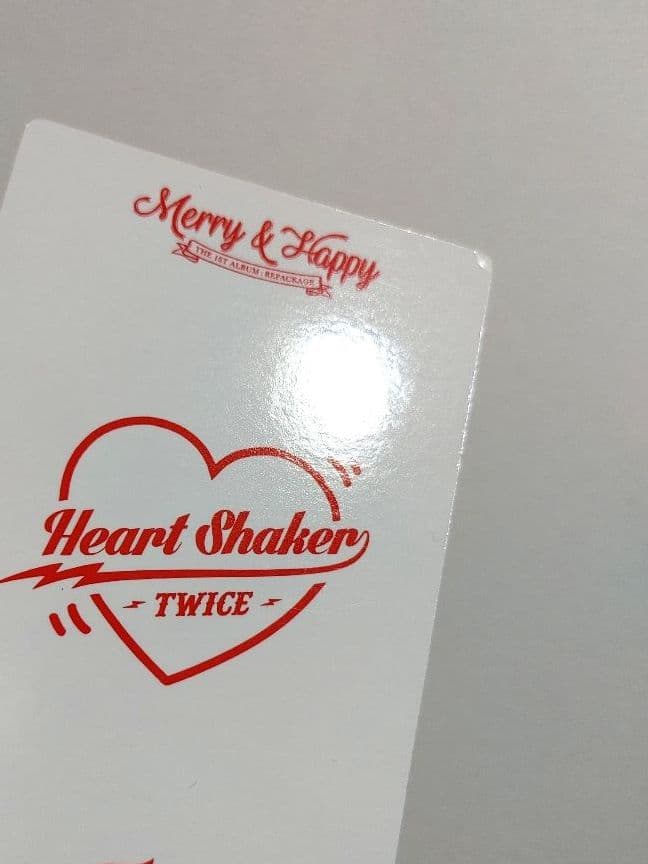 Merry & Happy
THE 1ST ALBUM : REPACKAGE
Heart Shaker
TWICE